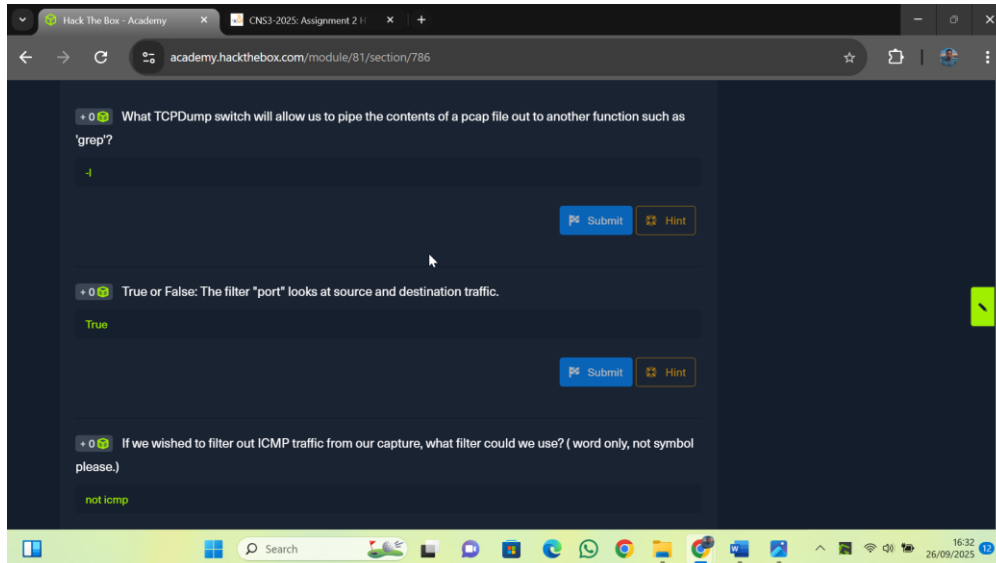 Hack The Box - Academy
CNS3-2025: Assignment 2 H
academy.hackthebox.com/module/81/section/786
+ 0 What TCPDump switch will allow us to pipe the contents of a pcap file out to another function such as
'grep'?
-l
Submit
Hint
+ 0 True or False: The filter "port" looks at source and destination traffic.
True
Submit
Hint
+ 0 If we wished to filter out ICMP traffic from our capture, what filter could we use? ( word only, not symbol
please.)
not icmp
Search
16:32
26/09/2025
12